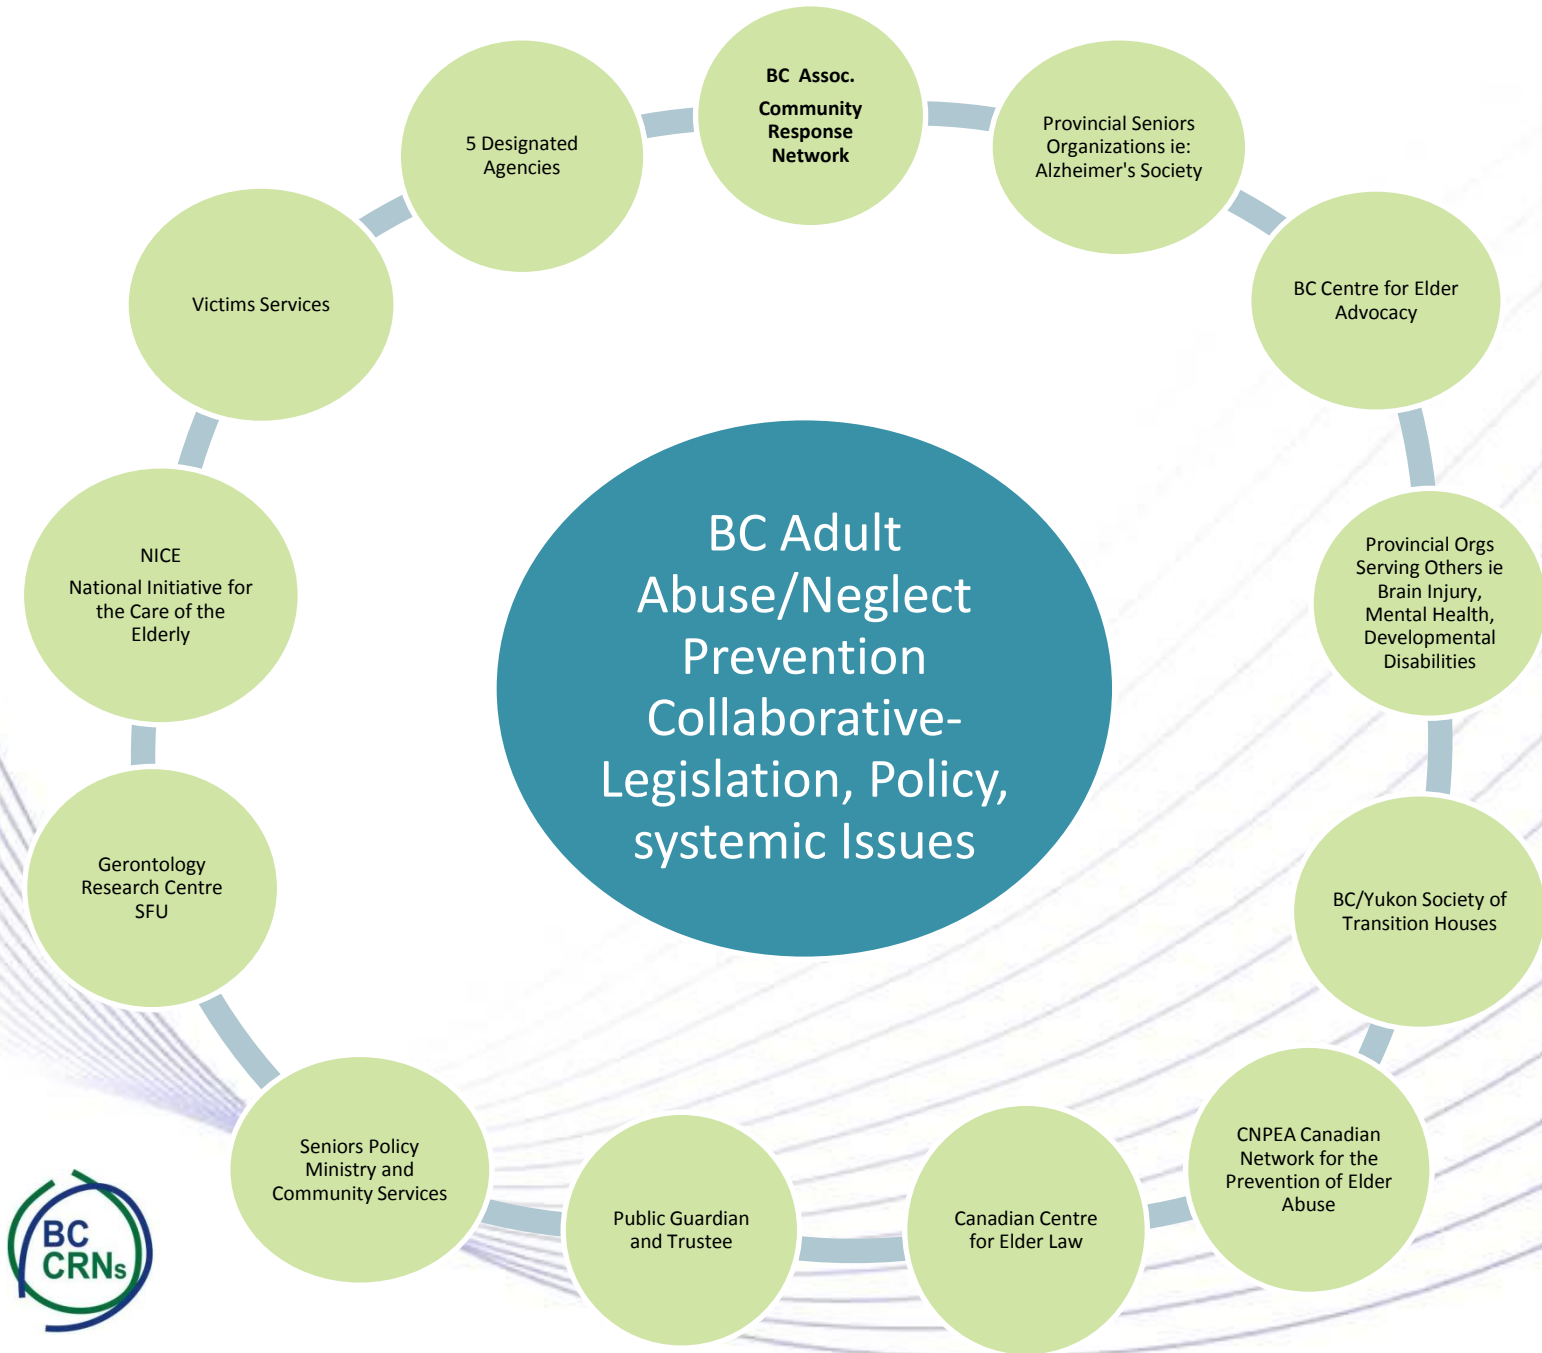 BC Assoc.
Community
Response
Network
Provincial Seniors
Organizations ie:
Alzheimer's Society
BC Centre for Elder
Advocacy
Provincial Orgs
Serving Others ie
Brain Injury,
Mental Health,
Developmental
Disabilities
BC/Yukon Society of
Transition Houses
CNPEA Canadian
Network for the
Prevention of Elder
Abuse
Canadian Centre
for Elder Law
Public Guardian
and Trustee
Seniors Policy
Ministry and
Community Services
Gerontology
Research Centre
SFU
NICE
National Initiative for
the Care of the
Elderly
Victims Services
5 Designated
Agencies
BC Adult
Abuse/Neglect
Prevention
Collaborative-
Legislation, Policy,
systemic Issues
BC
CRNs